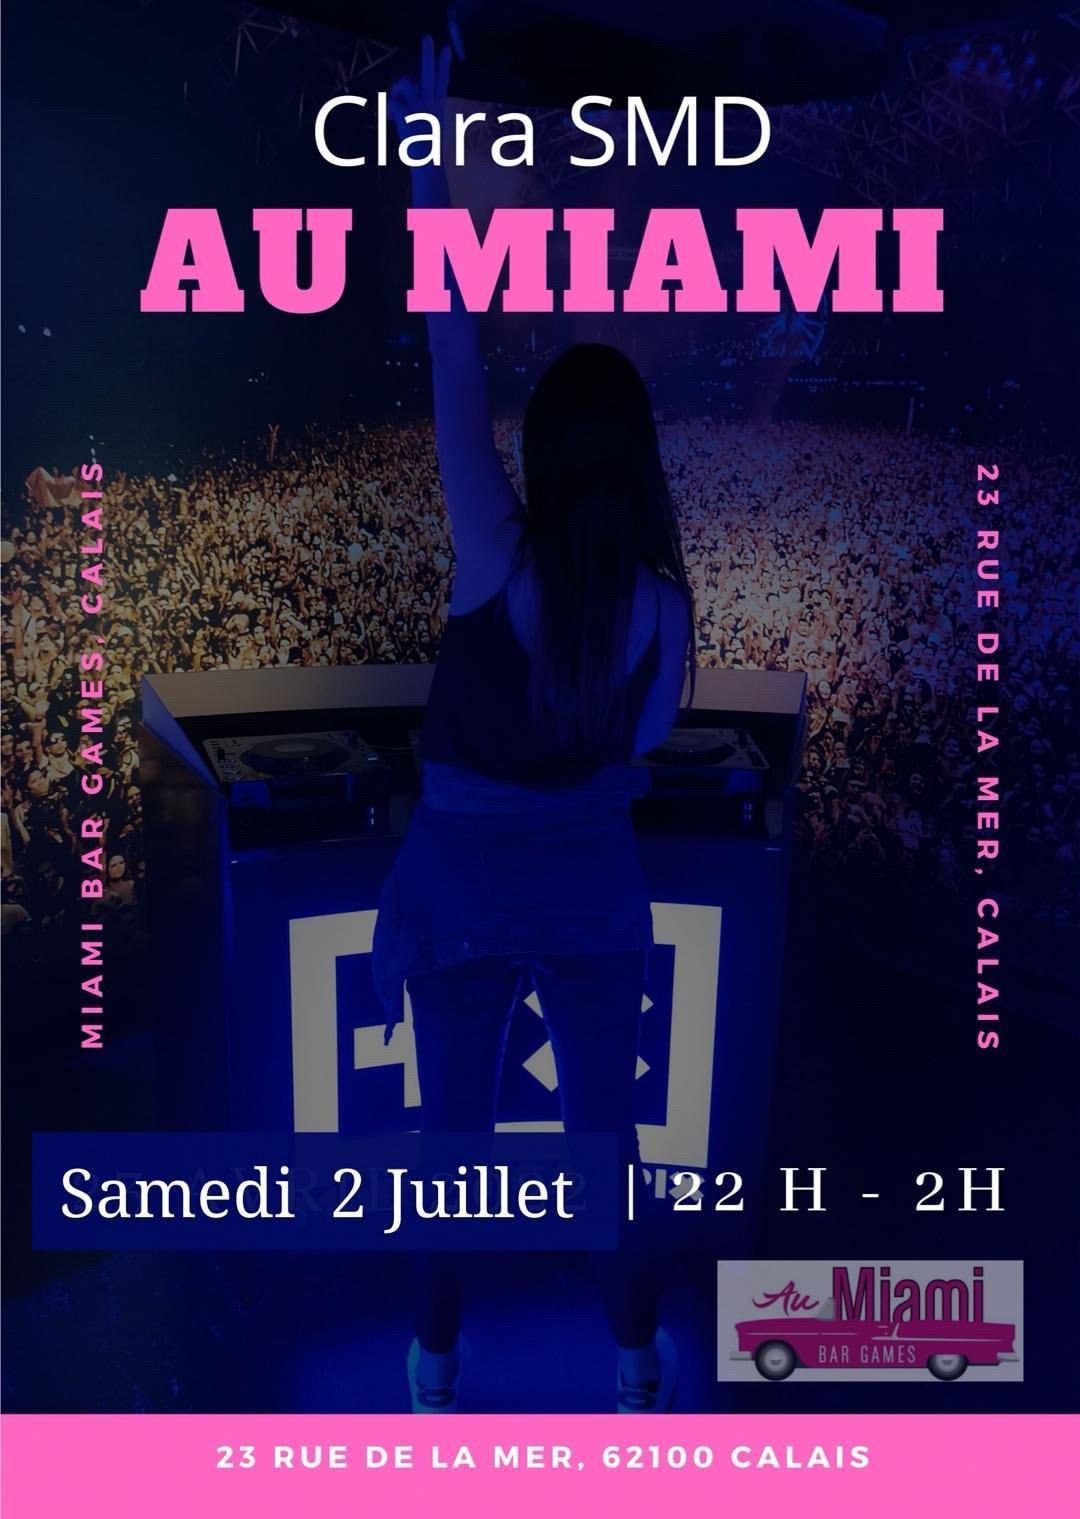 Clara SMD
AU MIAMI
MIAMI BAR GAMES, CALAIS
23 RUE DE LA MER, CALAIS
Samedi 2 Juillet | 22 H - 2H
Au Miami
BAR GAMES
23 RUE DE LA MER, 62100 CALAIS